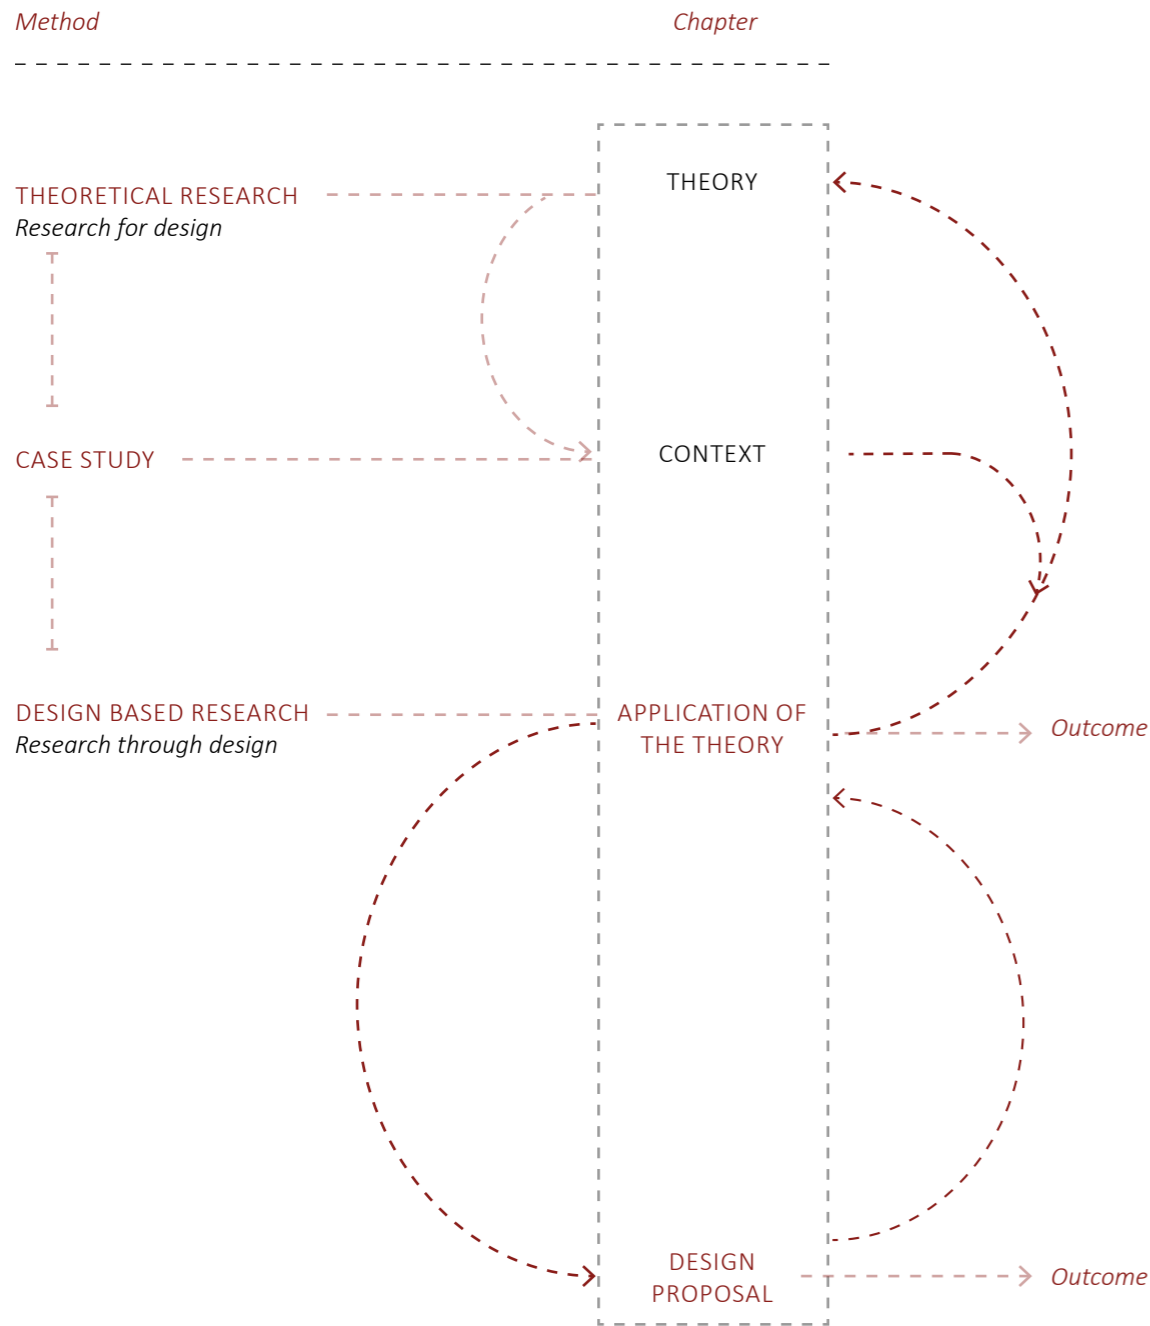 Method
Chapter
THEORETICAL RESEARCH
Research for design
THEORY
CASE STUDY
CONTEXT
DESIGN BASED RESEARCH
Research through design
APPLICATION OF
THE THEORY
Outcome
DESIGN
PROPOSAL
Outcome